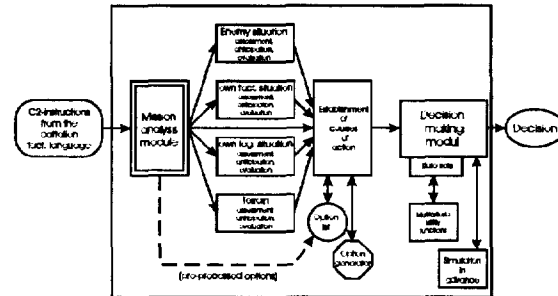 C2-instructions
from the
battalion
tact. language
Mission
analysis
module
Enemy situation
assessment,
anticipation,
evaluation
own tact. situation
assessment,
anticipation,
evaluation
own log. situation
assessment,
anticipation,
evaluation
Terrain
assessment,
anticipation,
evaluation
Establishment
of
courses
of
action
Option
list
Option
generator
(pre-processed options)
Decision
making
modul
Rule sets
utility
functions
Simulation in
advance
Decision